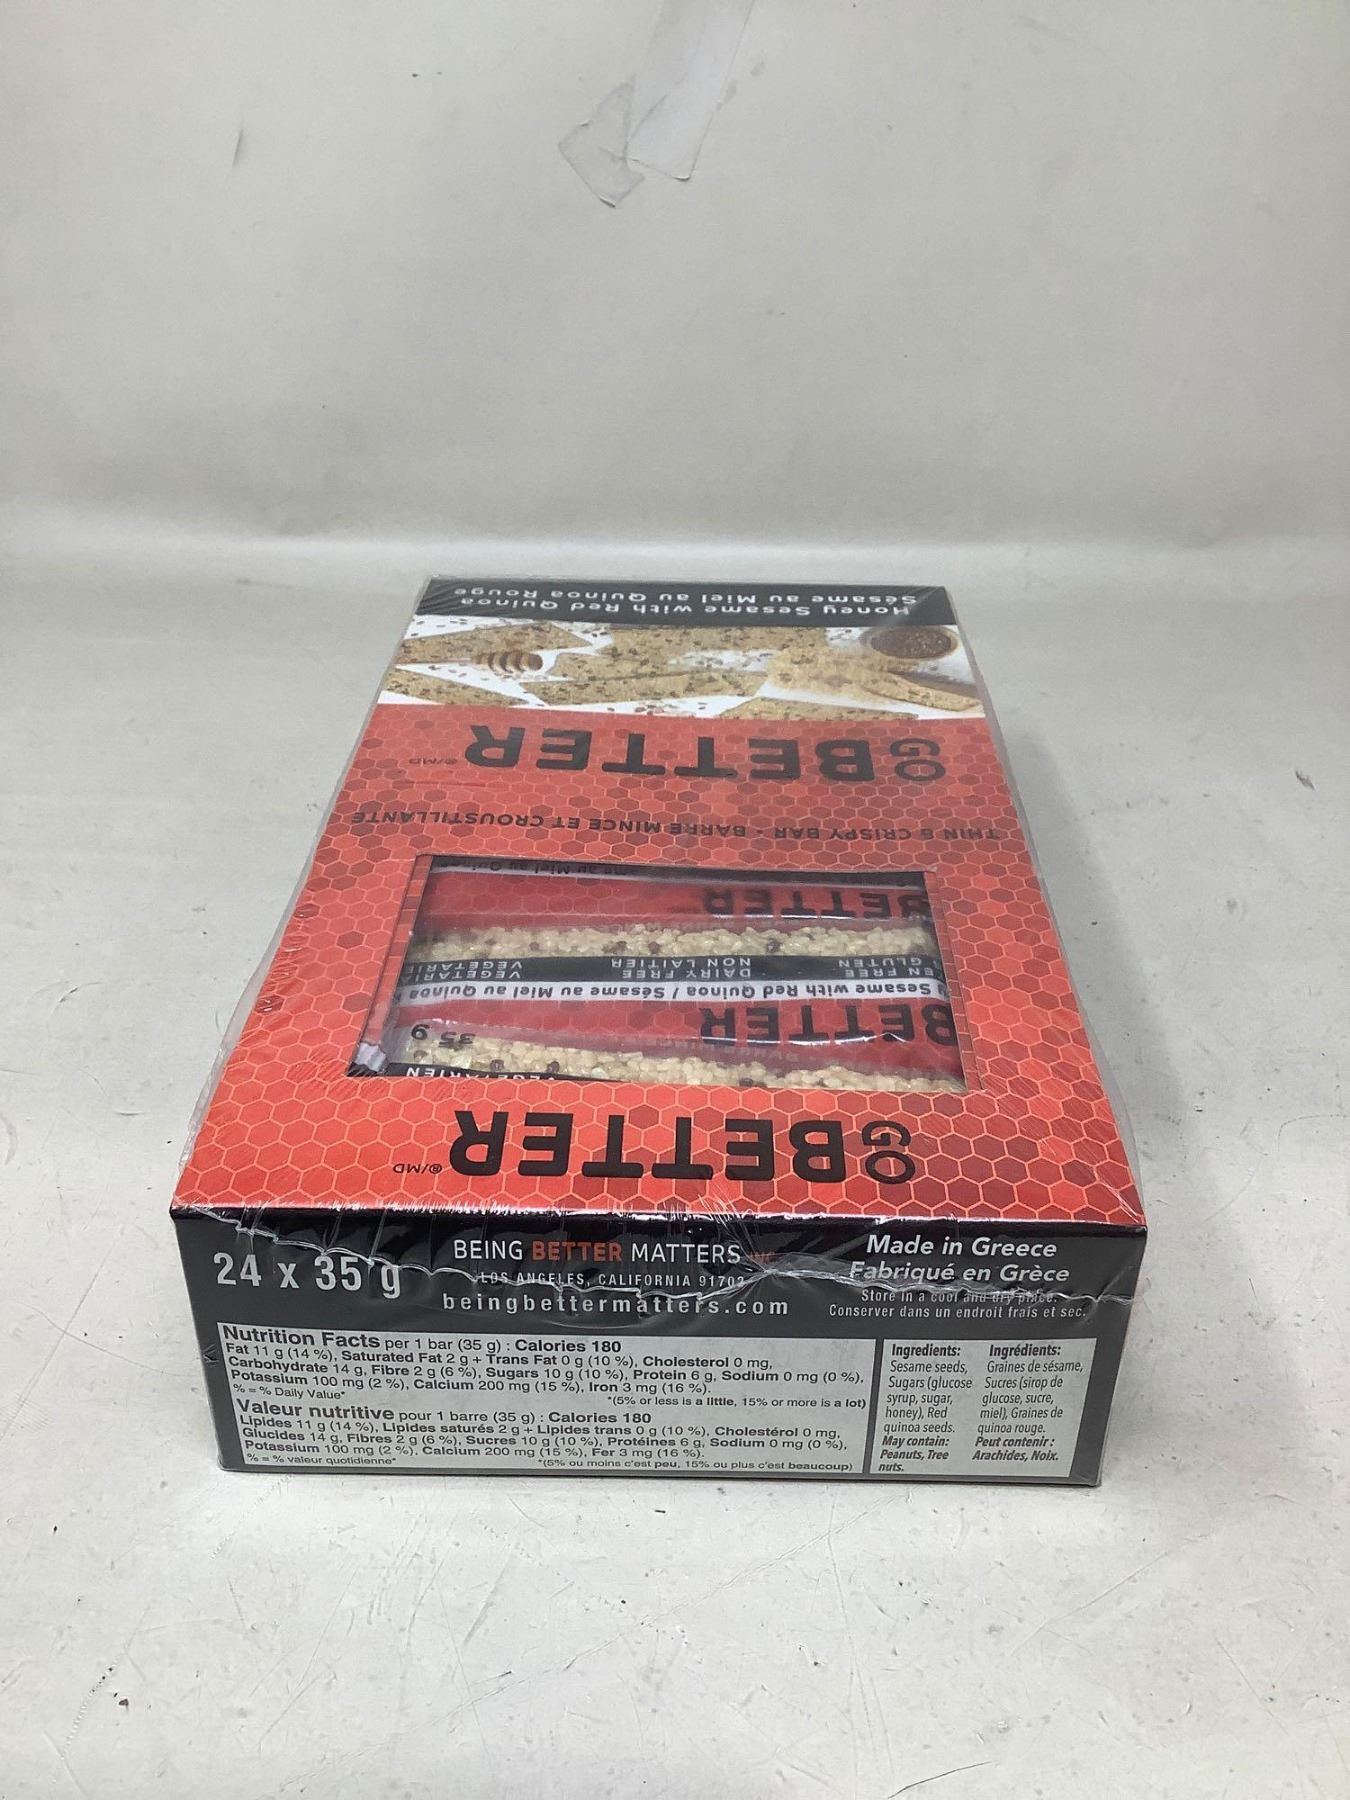 Honey Sesame with Red Quinoa
Sésame au Miel au Quinoa Rouge
GO BETTER ®/MD
THIN & CRISPY BAR • BARRE MINCE ET CROUSTILLANTE
BETTER
Sesame with Red Quinoa / Sésame au Miel au Quinoa
GLUTEN
DAIRY FREE
NON LAITIER
BETTER
35 g
GO BETTER ®/MD
24 x 35 g
BEING BETTER MATTERS INC
LOS ANGELES, CALIFORNIA 91702
beingbettermatters.com
Made in Greece
Fabriqué en Grèce
Store in a cool and dry place.
Conserver dans un endroit frais et sec.
Nutrition Facts per 1 bar (35 g) : Calories 180
Fat 11 g (14 %), Saturated Fat 2 g + Trans Fat 0 g (10 %), Cholesterol 0 mg,
Carbohydrate 14 g, Fibre 2 g (6 %), Sugars 10 g (10 %), Protein 6 g, Sodium 0 mg (0 %),
Potassium 100 mg (2 %), Calcium 200 mg (15 %), Iron 3 mg (16 %).
% = % Daily Value*
*(5% or less is a little, 15% or more is a lot)
Valeur nutritive pour 1 barre (35 g) : Calories 180
Lipides 11 g (14 %), Lipides saturés 2 g + Lipides trans 0 g (10 %), Cholestérol 0 mg,
Glucides 14 g, Fibres 2 g (6 %), Sucres 10 g (10 %), Protéines 6 g, Sodium 0 mg (0 %),
Potassium 100 mg (2 %), Calcium 200 mg (15 %), Fer 3 mg (16 %).
% = % valeur quotidienne*
*(5% ou moins c'est peu, 15% ou plus c'est beaucoup)
Ingredients:
Sesame seeds,
Sugars (glucose
syrup, sugar,
honey), Red
quinoa seeds.
May contain:
Peanuts, Tree
nuts.
Ingrédients:
Graines de sésame,
Sucres (sirop de
glucose, sucre,
miel), Graines de
quinoa rouge.
Peut contenir :
Arachides, Noix.